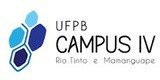 UFPB
CAMPUS IV
Rio Tinto e Mamanguape